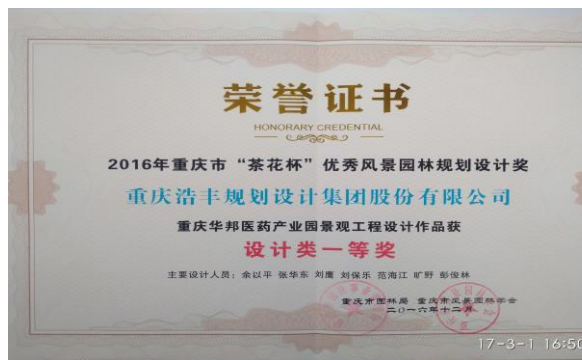 荣誉证书
HONORARY CREDENTIAL
2016年重庆市“茶花杯”优秀风景园林规划设计奖
重庆浩丰规划设计集团股份有限公司
重庆华邦医药产业园景观工程设计作品获
设计类一等奖
主要设计人员：余以平 张华东 刘鹰 刘保乐 范海江 旷野 彭俊林
重庆市园林局 重庆市风景园林学会
二〇一六年十二月
17-3-1 16:50